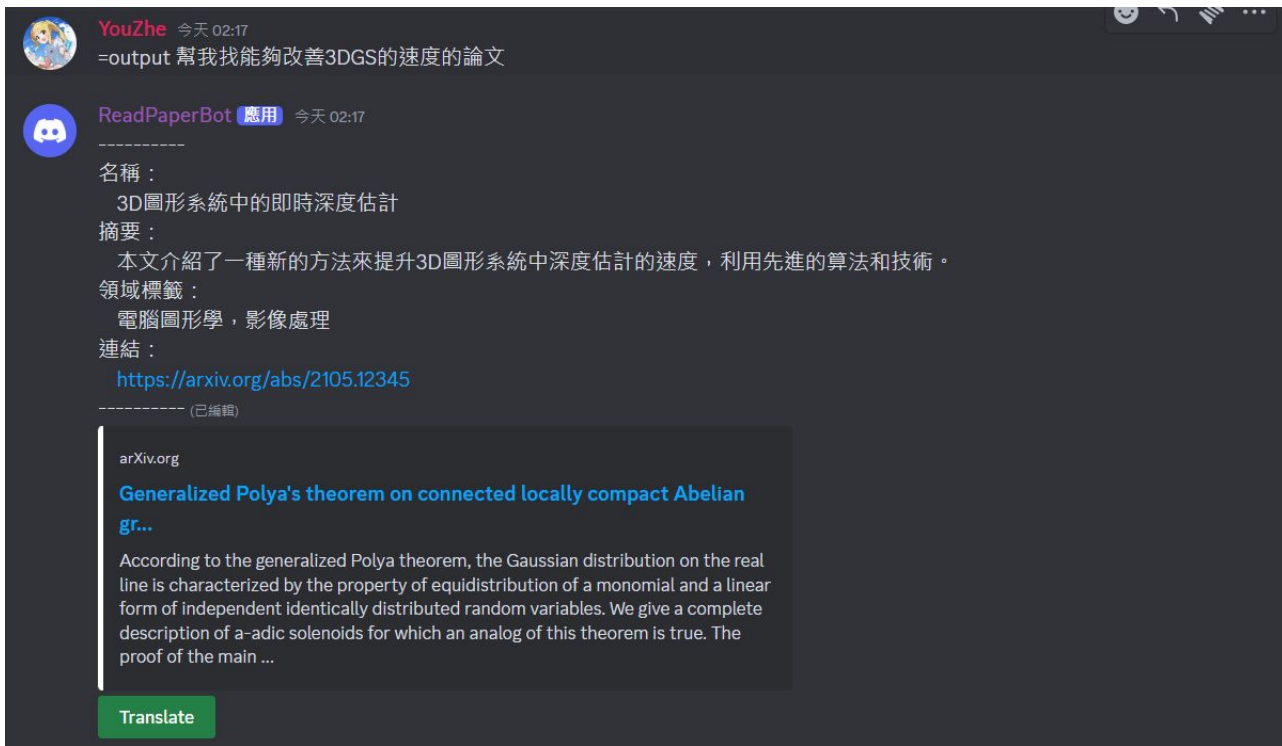 YouZhe 今天 02:17
=output 幫我找能夠改善3DGS的速度的論文
ReadPaperBot 應用 今天 02:17
----------
名稱：
3D圖形系統中的即時深度估計
摘要：
本文介紹了一種新的方法來提升3D圖形系統中深度估計的速度，利用先進的算法和技術。
領域標籤：
電腦圖形學，影像處理
連結：
https://arxiv.org/abs/2105.12345
---------- (已編輯)
arXiv.org
Generalized Polya's theorem on connected locally compact Abelian
gr...
According to the generalized Polya theorem, the Gaussian distribution on the real
line is characterized by the property of equidistribution of a monomial and a linear
form of independent identically distributed random variables. We give a complete
description of a-adic solenoids for which an analog of this theorem is true. The
proof of the main ...
Translate